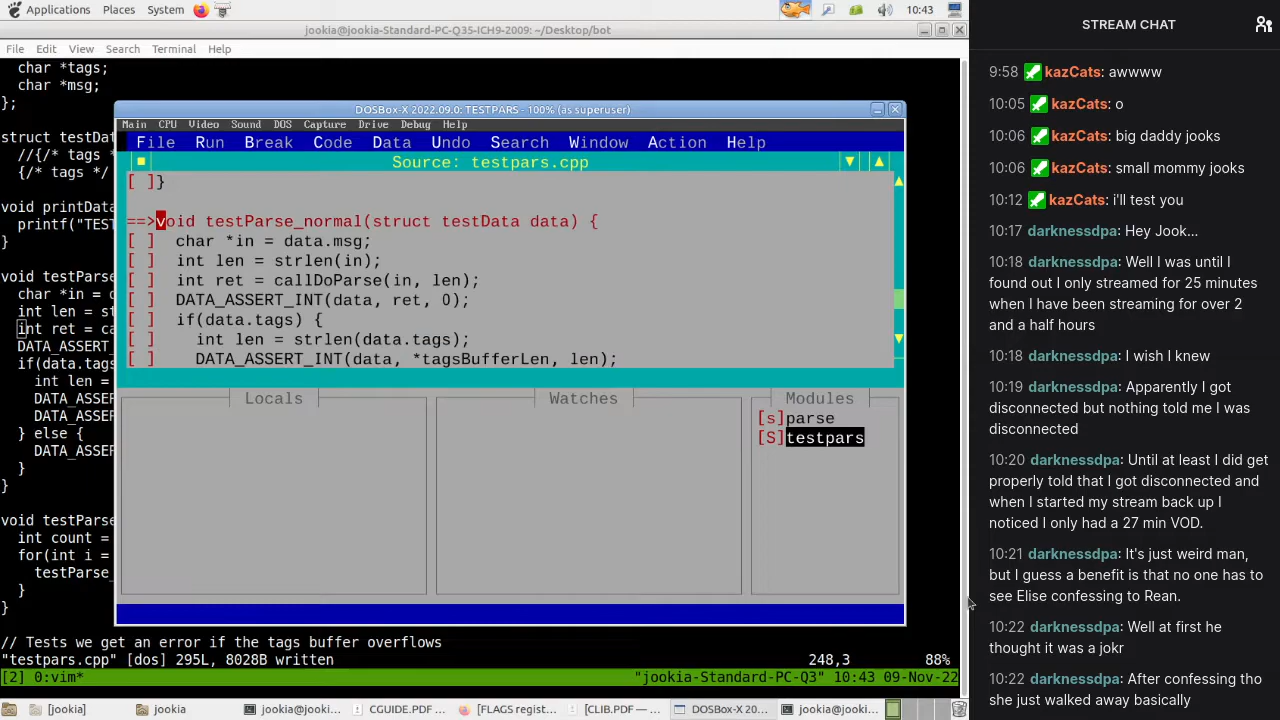 Applications Places System 10:43
jookia@jookia-Standard-PC-Q35-ICH9-2009: ~/Desktop/bot
File Edit View Search Terminal Help
char *tags;
char *msg;
};
struct testDat
//{/* tags *
{/* tags */
void printData
printf("TEST
}
void testParse
char *in = d
int len = st
int ret = ca
DATA_ASSERT_
if(data.tags
int len =
DATA_ASSER
DATA_ASSER
} else {
DATA_ASSER
}
}
void testParse
int count =
for(int i =
testParse_
}
}
// Tests we get an error if the tags buffer overflows
"testpars.cpp" [dos] 295L, 8028B written 248,3 88%
[2] 0:vim* "jookia-Standard-PC-Q3" 10:43 09-Nov-22
DOSBox-X 2022.09.0: TESTPARS - 100% (as superuser)
Main CPU Video Sound DOS Capture Drive Debug Help
File Run Break Code Data Undo Search Window Action Help
Source: testpars.cpp
[ ]}
==>void testParse_normal(struct testData data) {
[ ] char *in = data.msg;
[ ] int len = strlen(in);
[ ] int ret = callDoParse(in, len);
[ ] DATA_ASSERT_INT(data, ret, 0);
[ ] if(data.tags) {
[ ] int len = strlen(data.tags);
[ ] DATA_ASSERT_INT(data, *tagsBufferLen, len);
Locals Watches Modules
[s]parse
[S]testpars
[jookia] jookia jookia@jooki... CGUIDE.PDF ... [FLAGS regist... [CLIB.PDF —... DOSBox-X 20... jookia@jooki...
STREAM CHAT
9:58 kazCats: awwww
10:05 kazCats: o
10:06 kazCats: big daddy jooks
10:06 kazCats: small mommy jooks
10:12 kazCats: i'll test you
10:17 darknessdpa: Hey Jook...
10:18 darknessdpa: Well I was until I
found out I only streamed for 25 minutes
when I have been streaming for over 2
and a half hours
10:18 darknessdpa: I wish I knew
10:19 darknessdpa: Apparently I got
disconnected but nothing told me I was
disconnected
10:20 darknessdpa: Until at least I did get
properly told that I got disconnected and
when I started my stream back up I
noticed I only had a 27 min VOD.
10:21 darknessdpa: It's just weird man,
but I guess a benefit is that no one has to
see Elise confessing to Rean.
10:22 darknessdpa: Well at first he
thought it was a jokr
10:22 darknessdpa: After confessing tho
she just walked away basically